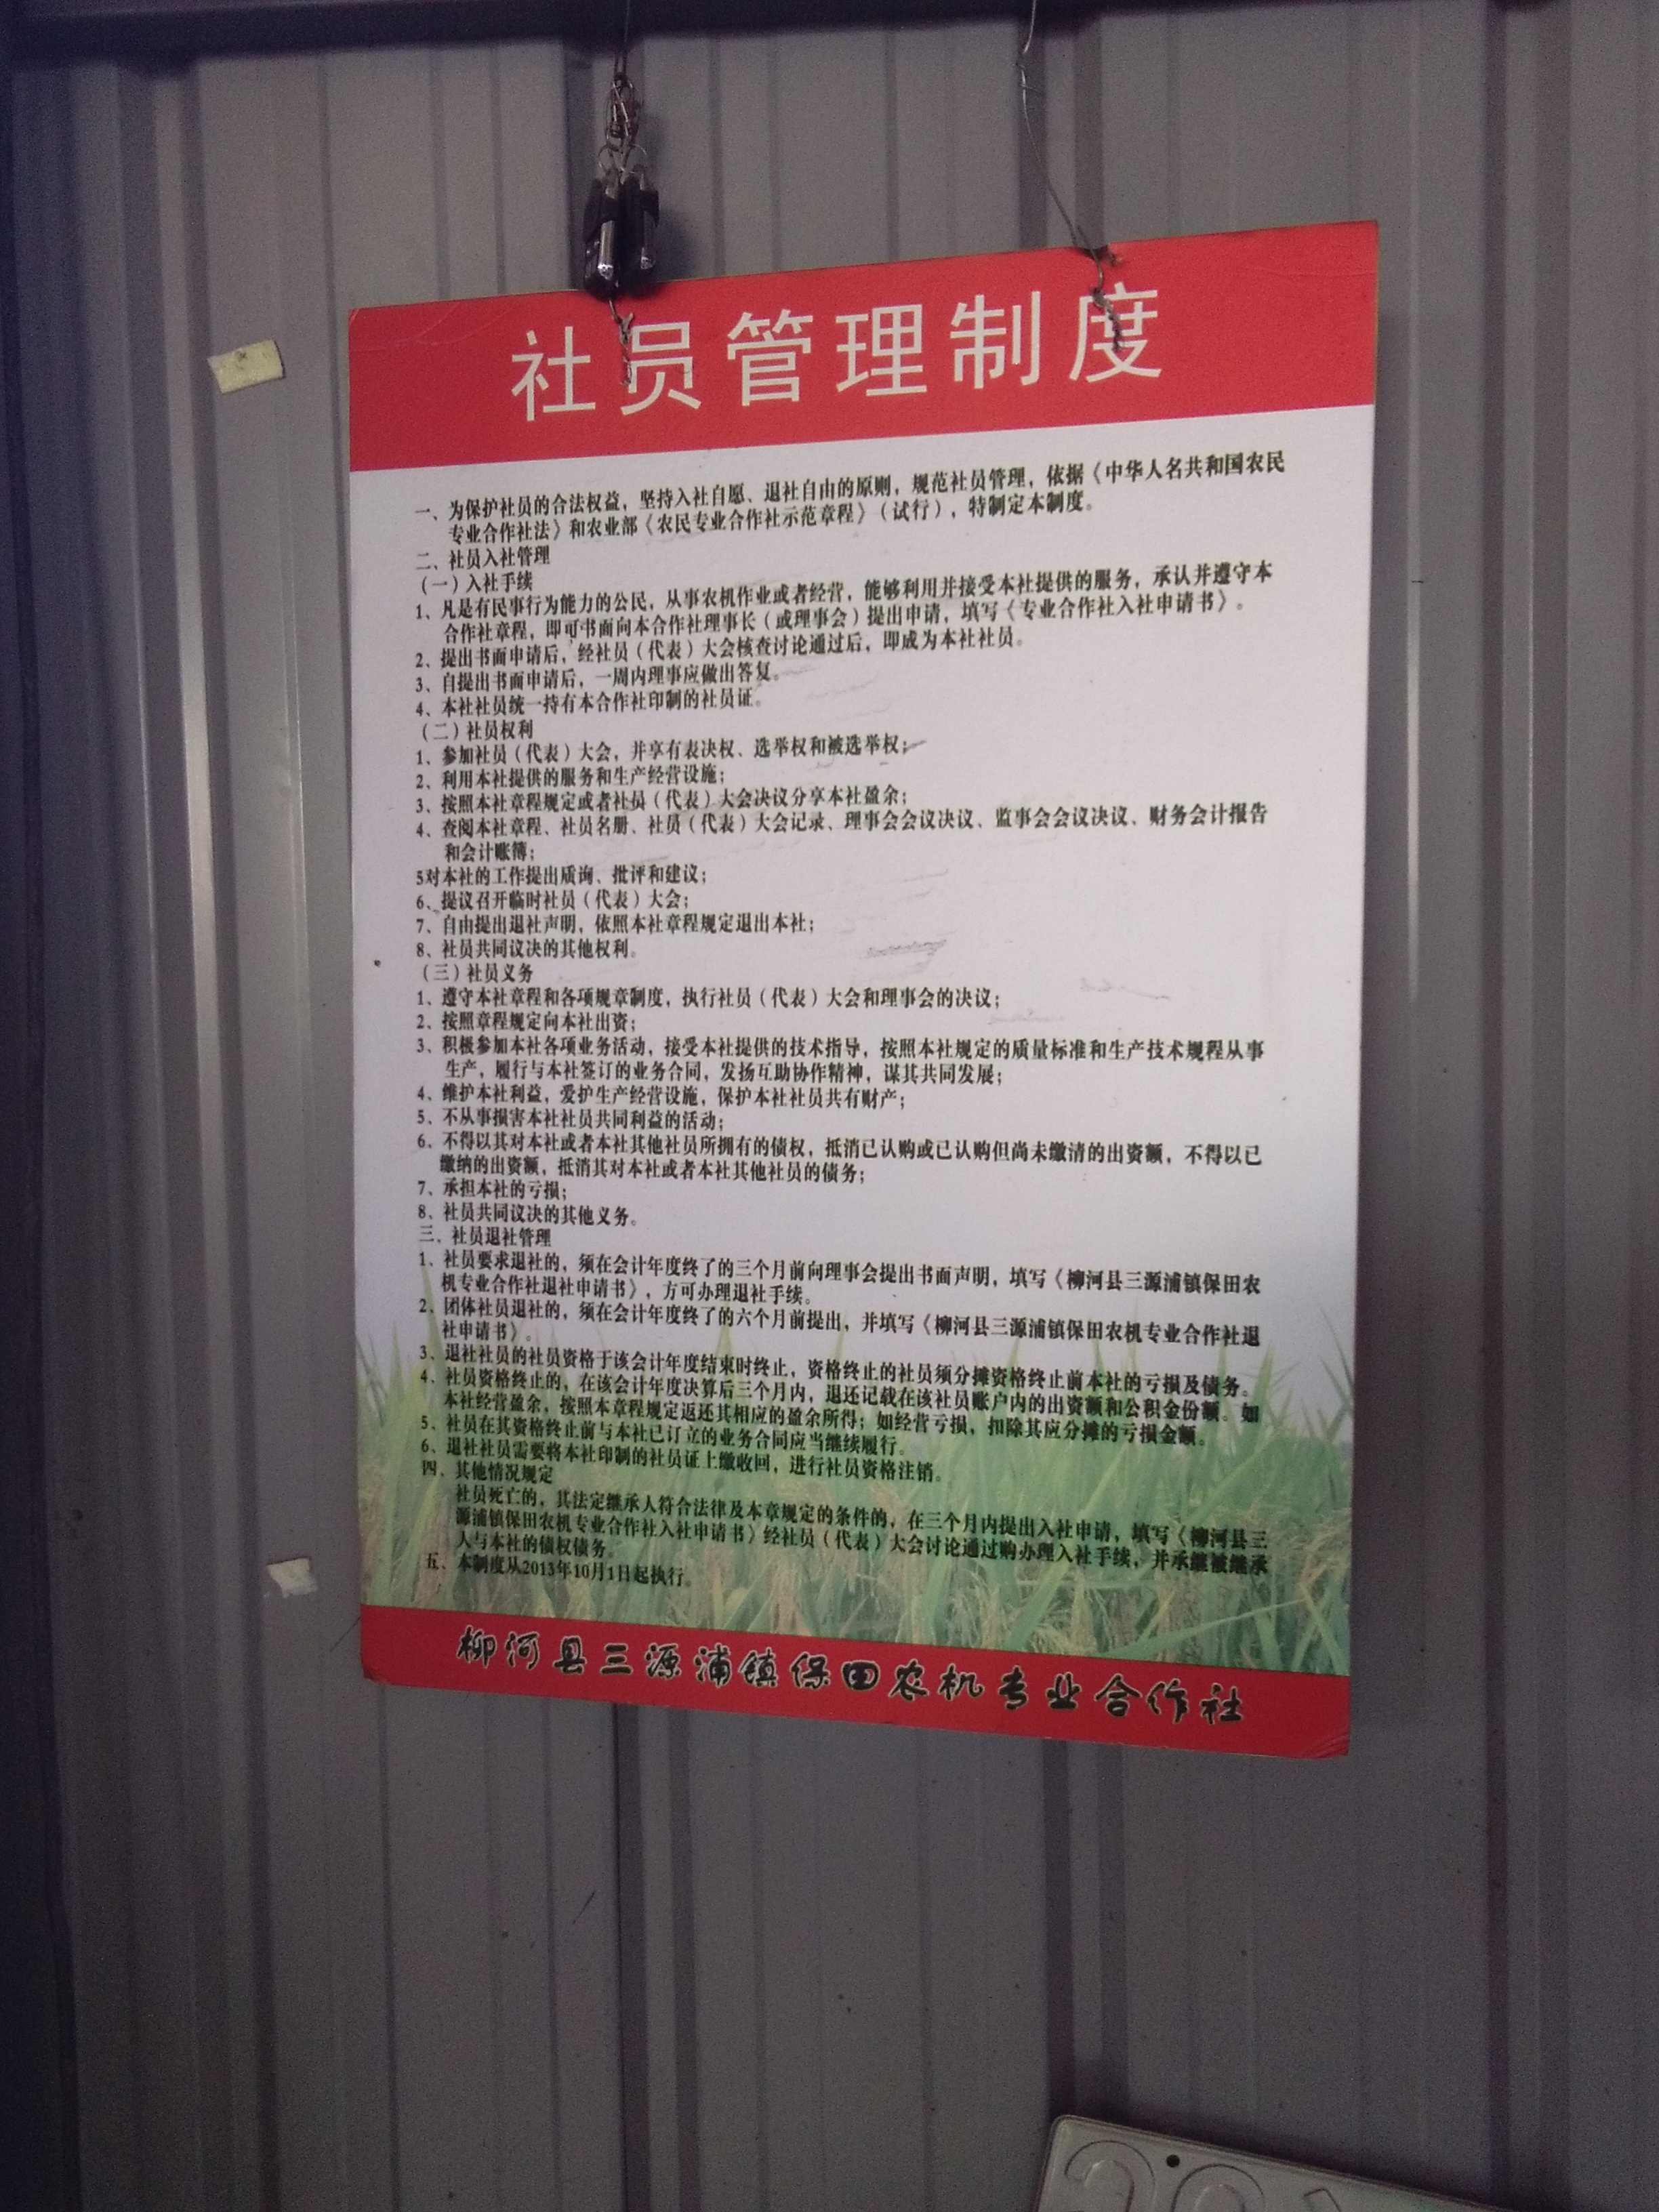 社员管理制度
一、为保护社员的合法权益，坚持入社自愿、退社自由的原则，规范社员管理，依据《中华人名共和国农民
专业合作社法》和农业部《农民专业合作社示范章程》（试行），特制定本制度。
二、社员入社管理
（一）入社手续
1、凡是有民事行为能力的公民，从事农机作业或者经营，能够利用并接受本社提供的服务，承认并遵守本
合作社章程，即可书面向本合作社理事长（或理事会）提出申请，填写《专业合作社入社申请书》。
2、提出书面申请后，经社员（代表）大会核查讨论通过后，即成为本社社员。
3、自提出书面申请后，一周内理事应做出答复。
4、本社社员统一持有本合作社印制的社员证。
（二）社员权利
1、参加社员（代表）大会，并享有表决权、选举权和被选举权；
2、利用本社提供的服务和生产经营设施；
3、按照本社章程规定或者社员（代表）大会决议分享本社盈余；
4、查阅本社章程、社员名册、社员（代表）大会记录、理事会会议决议、监事会会议决议、财务会计报告
和会计账簿；
5对本社的工作提出质询、批评和建议；
6、提议召开临时社员（代表）大会；
7、自由提出退社声明，依照本社章程规定退出本社；
8、社员共同议决的其他权利。
（三）社员义务
1、遵守本社章程和各项规章制度，执行社员（代表）大会和理事会的决议；
2、按照章程规定向本社出资；
3、积极参加本社各项业务活动，接受本社提供的技术指导，按照本社规定的质量标准和生产技术规程从事
生产，履行与本社签订的业务合同，发扬互助协作精神，谋其共同发展；
4、维护本社利益，爱护生产经营设施，保护本社社员共有财产；
5、不从事损害本社社员共同利益的活动；
6、不得以其对本社或者本社其他社员所拥有的债权，抵消已认购或已认购但尚未缴清的出资额，不得以已
缴纳的出资额，抵消其对本社或者本社其他社员的债务；
7、承担本社的亏损；
8、社员共同议决的其他义务。
三、社员退社管理
1、社员要求退社的，须在会计年度终了的三个月前向理事会提出书面声明，填写《柳河县三源浦镇保田农
机专业合作社退社申请书》，方可办理退社手续。
2、团体社员退社的，须在会计年度终了的六个月前提出，并填写《柳河县三源浦镇保田农机专业合作社退
社申请书》。
3、退社社员的社员资格于该会计年度结束时终止，资格终止的社员须分摊资格终止前本社的亏损及债务。
4、社员资格终止的，在该会计年度决算后三个月内，退还记载在该社员账户内的出资额和公积金份额。如
本社经营盈余，按照本章程规定返还其相应的盈余所得；如经营亏损，扣除其应分摊的亏损金额。
5、社员在其资格终止前与本社已订立的业务合同应当继续履行。
6、退社社员需要将本社印制的社员证上缴收回，进行社员资格注销。
四、其他情况规定
社员死亡的，其法定继承人符合法律及本章规定的条件的，在三个月内提出入社申请，填写《柳河县三
源浦镇保田农机专业合作社入社申请书》经社员（代表）大会讨论通过购办理入社手续，并承继被继承
人与本社的债权债务。
五、本制度从2013年10月1日起执行。
柳河县三源浦镇保田农机专业合作社